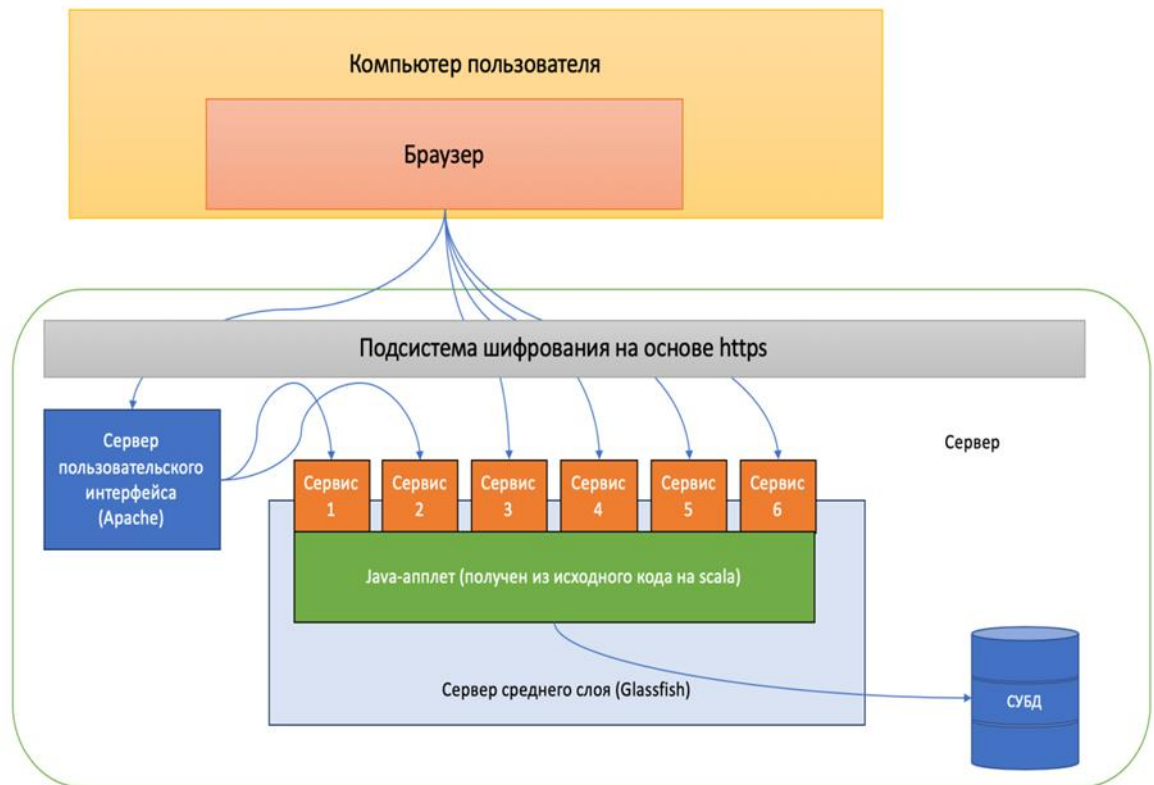 Компьютер пользователя
Браузер
Подсистема шифрования на основе https
Сервер
пользовательского
интерфейса
(Apache)
Сервер
Сервис
1
Сервис
2
Сервис
3
Сервис
4
Сервис
5
Сервис
6
Java-апплет (получен из исходного кода на scala)
Сервер среднего слоя (Glassfish)
СУБД